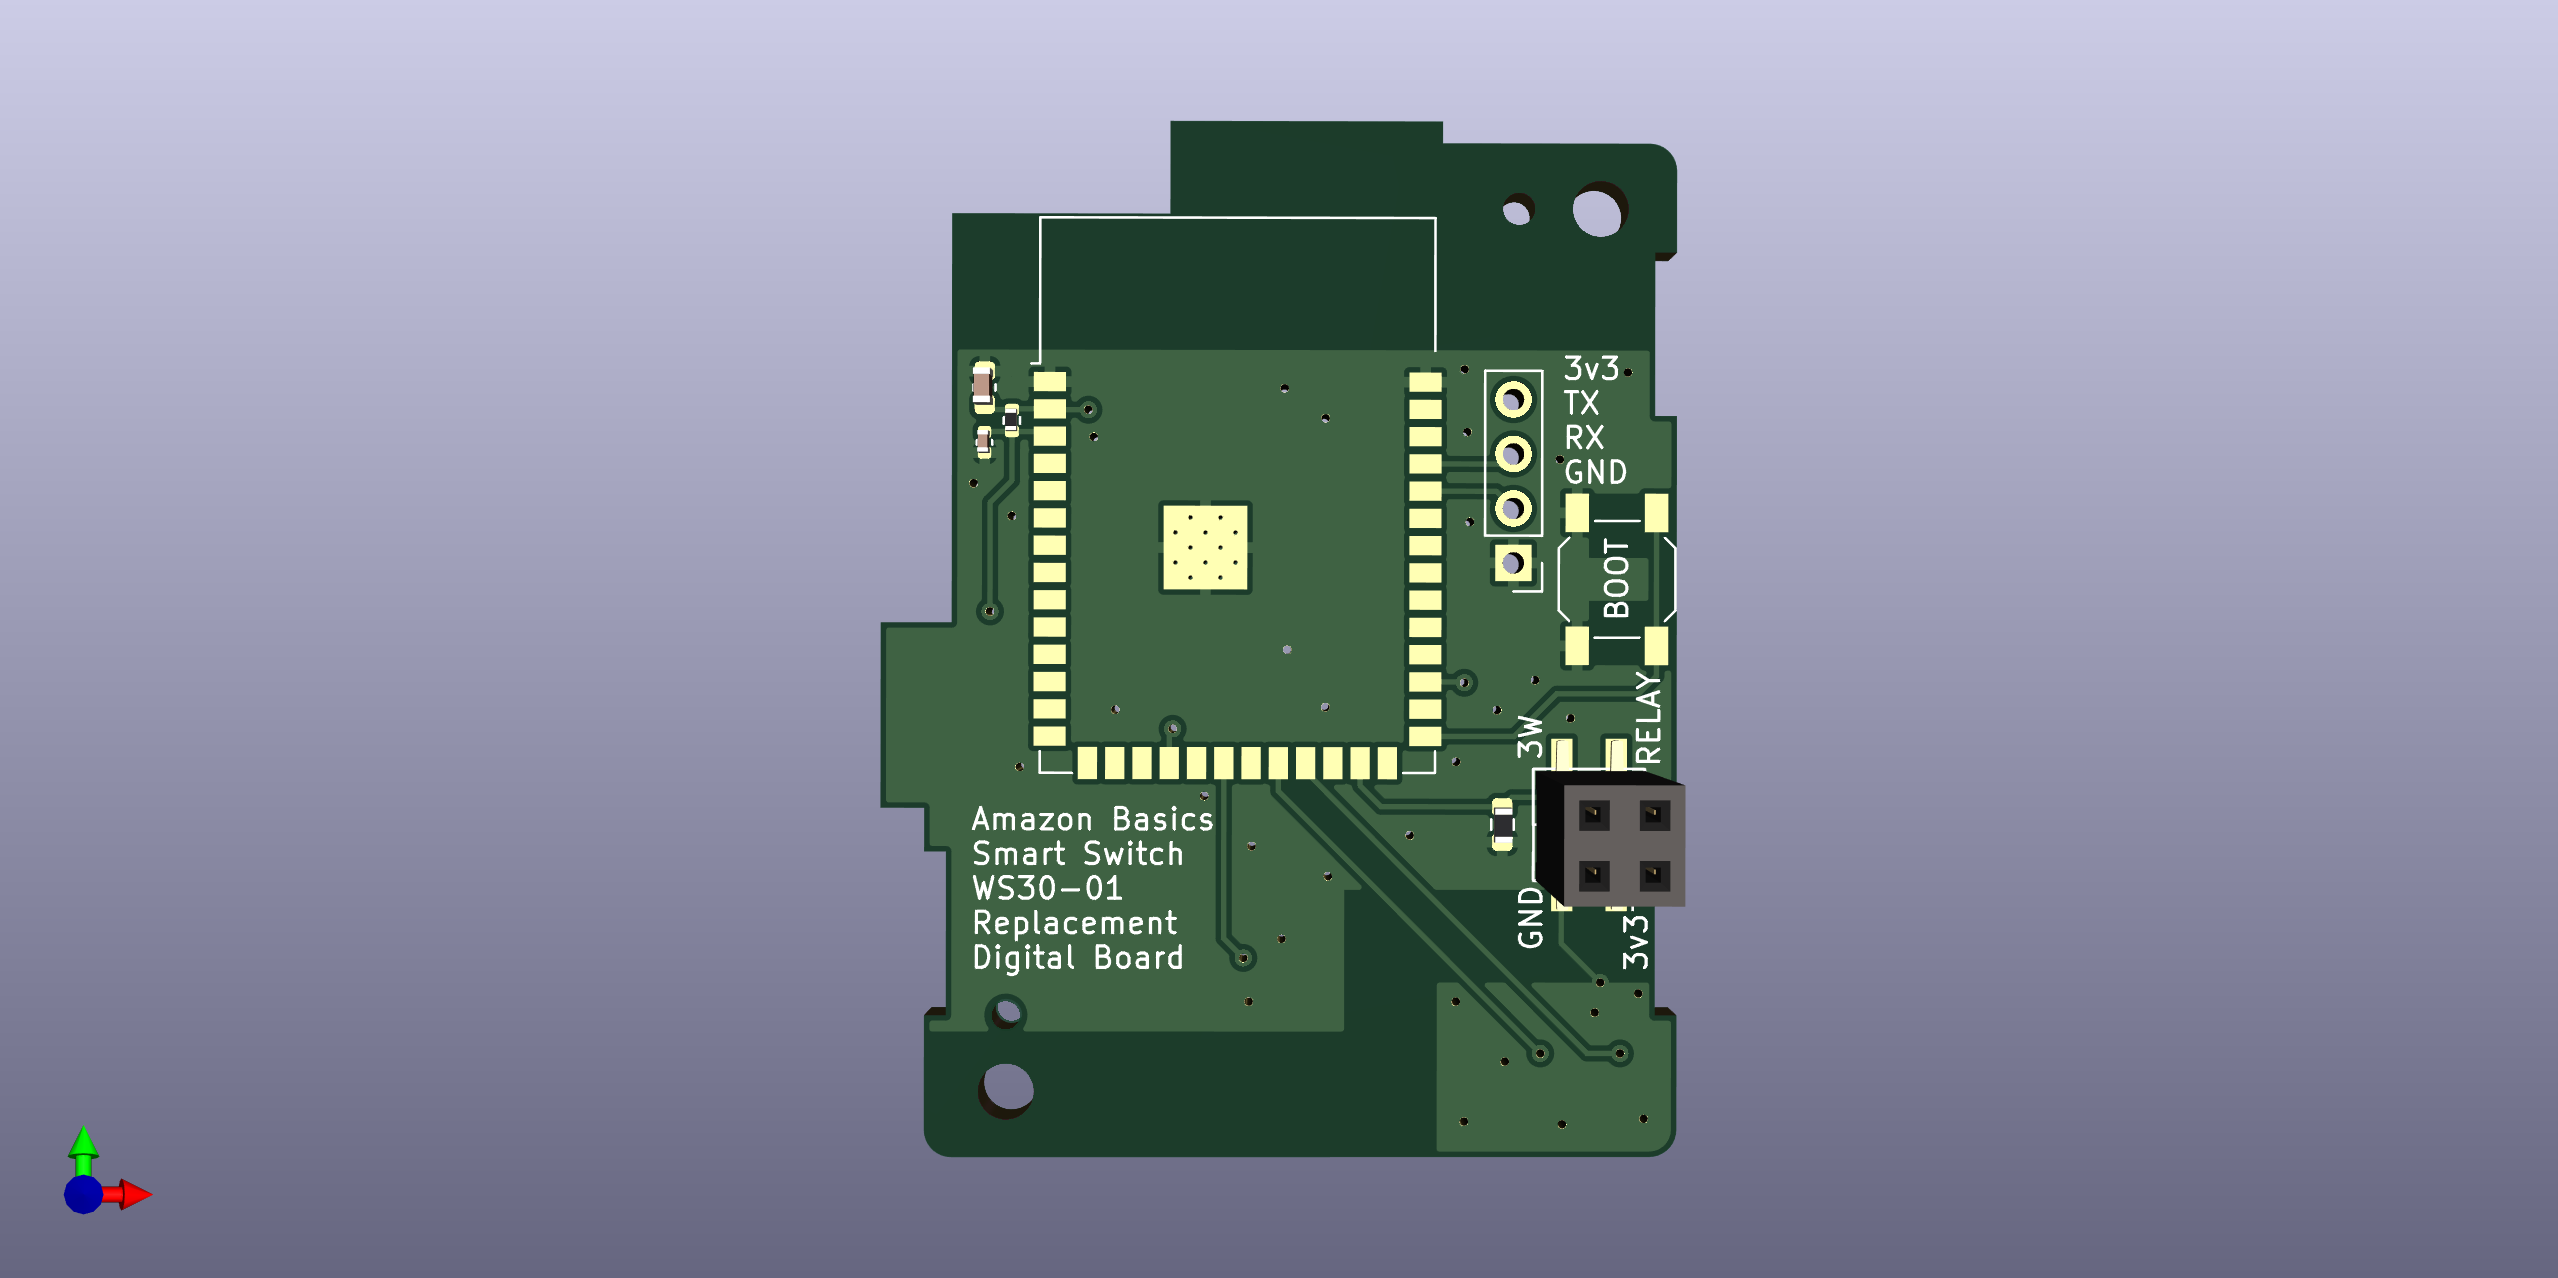 3v3
TX
RX
GND
BOOT
RELAY
3W
Amazon Basics
Smart Switch
WS30-01
Replacement
Digital Board
GND
3v3